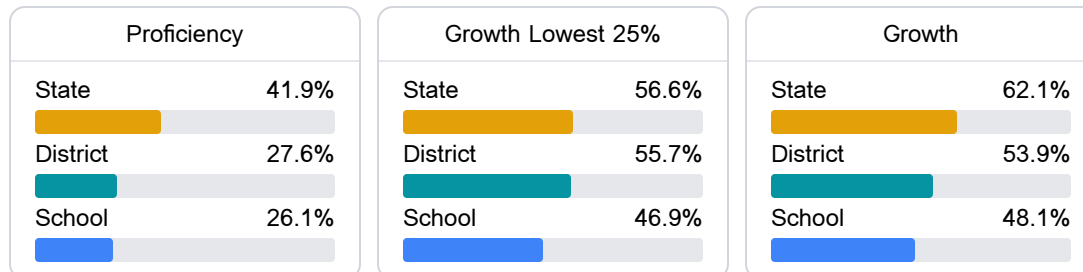 Proficiency
State 41.9%
District 27.6%
School 26.1%
Growth Lowest 25%
State 56.6%
District 55.7%
School 46.9%
Growth
State 62.1%
District 53.9%
School 48.1%